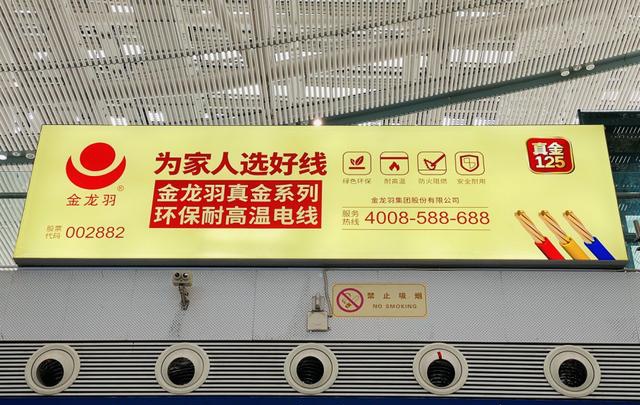 金龙羽®
股票代码 002882
为家人选好线
金龙羽真金系列
环保耐高温电线
绿色环保 耐高温 防火阻燃 安全耐用
金龙羽集团股份有限公司
服务热线 4008-588-688
真金
125
禁止吸烟
NO SMOKING